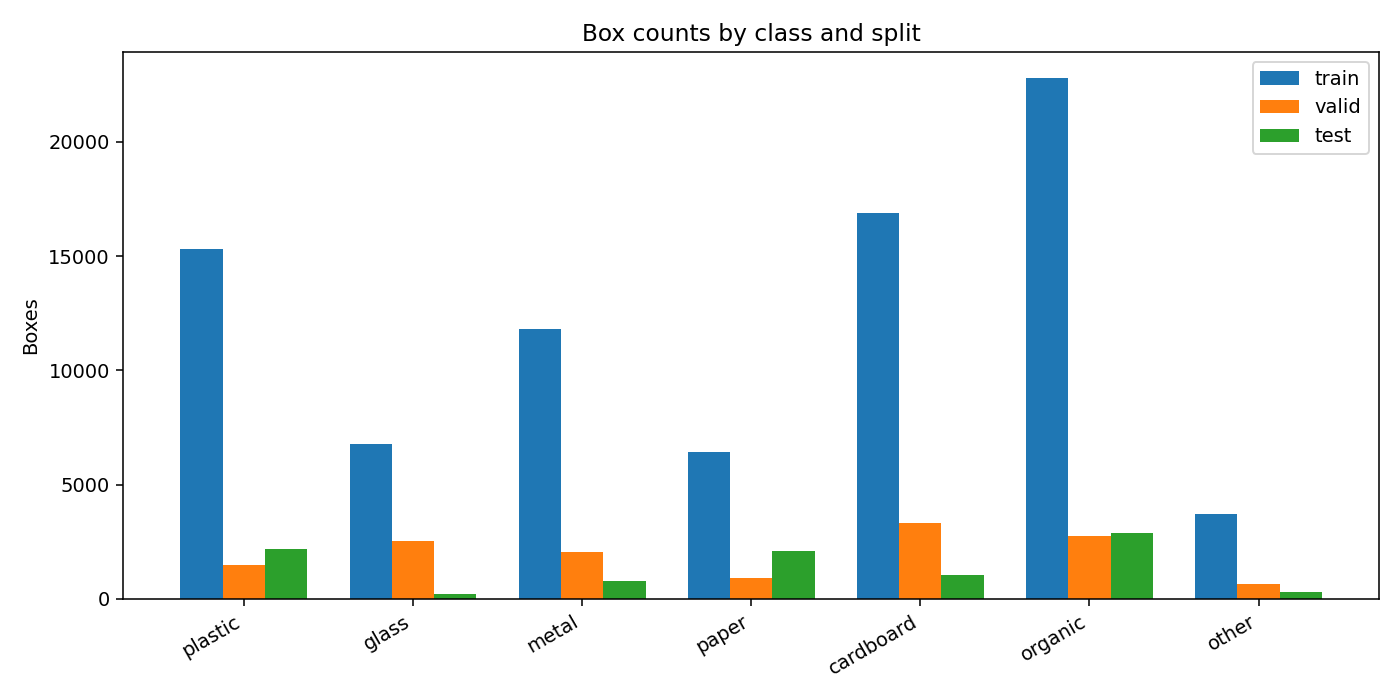 Box counts by class and split
train
valid
test
20000
15000
10000
5000
0
Boxes
plastic
glass
metal
paper
cardboard
organic
other